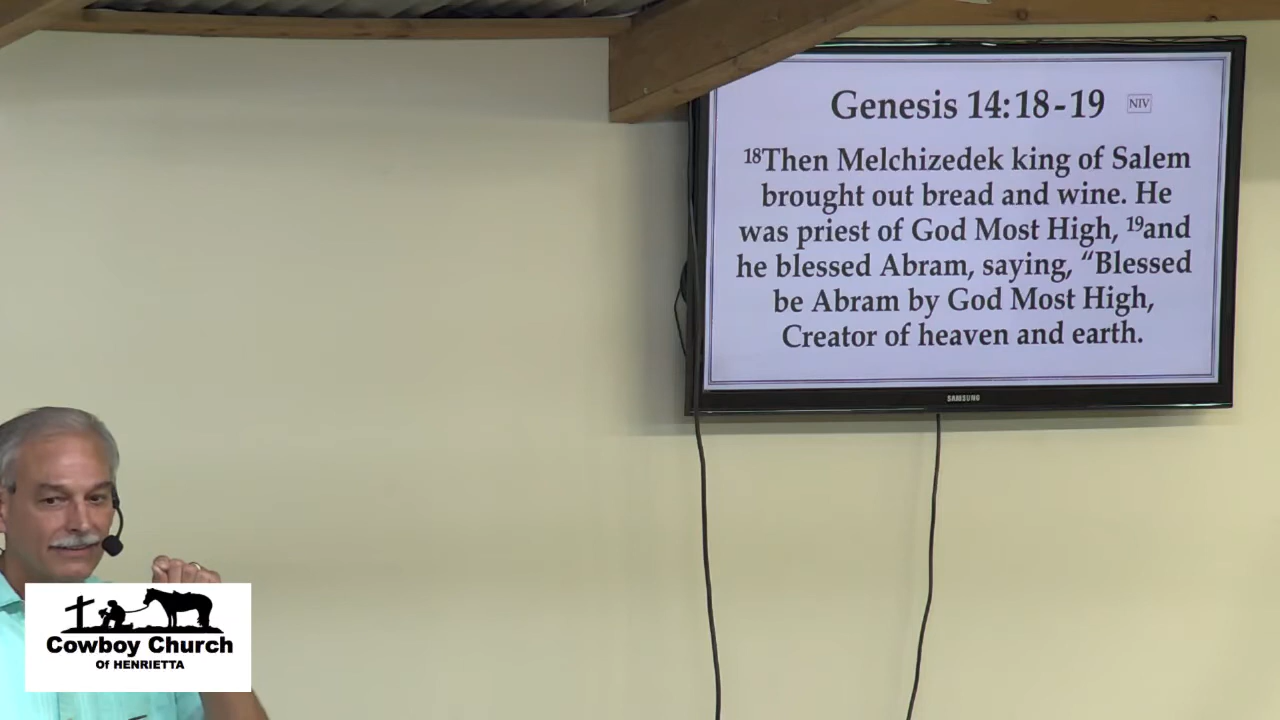 Genesis 14:18-19 NIV
18Then Melchizedek king of Salem
brought out bread and wine. He
was priest of God Most High, 19and
he blessed Abram, saying, “Blessed
be Abram by God Most High,
Creator of heaven and earth.
SAMSUNG
Cowboy Church
Of HENRIETTA